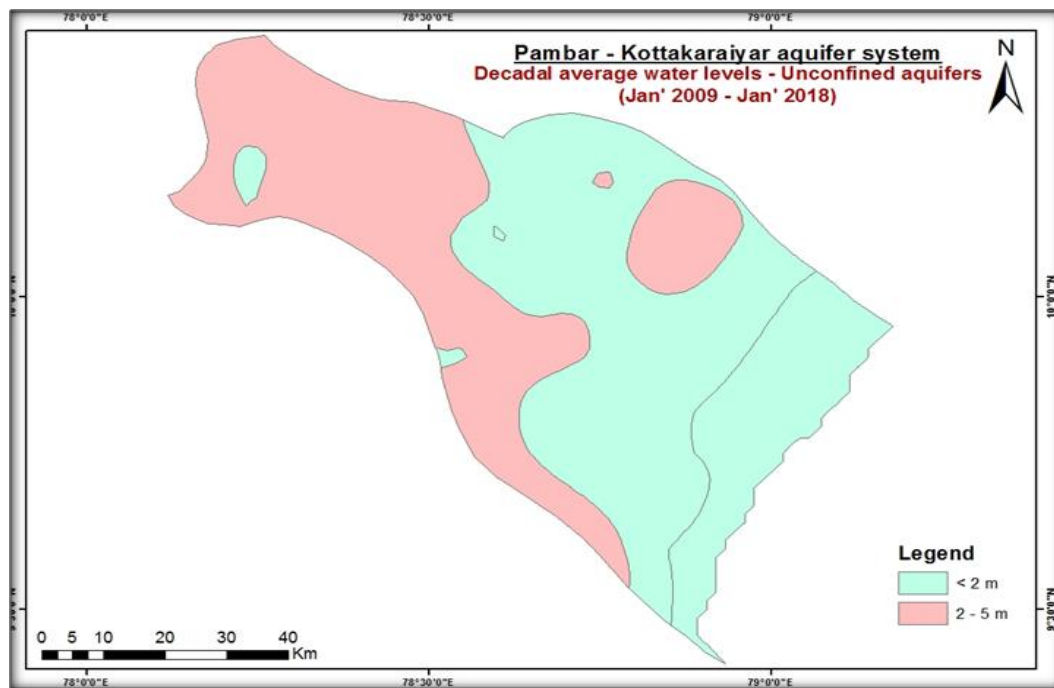 78°0'0"E 78°30'0"E 79°0'0"E
Pambar - Kottakaraiyar aquifer system
Decadal average water levels - Unconfined aquifers
(Jan' 2009 - Jan' 2018)
N
Legend
< 2 m
2 - 5 m
0 5 10 20 30 40
Km
78°0'0"E 78°30'0"E 79°0'0"E